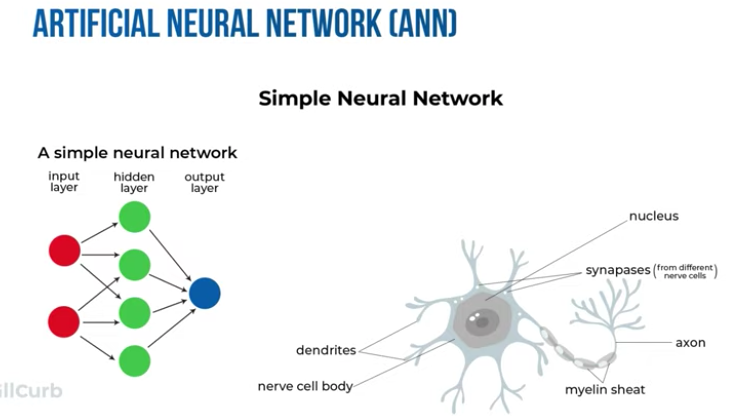 ARTIFICIAL NEURAL NETWORK (ANN)
Simple Neural Network
A simple neural network
input
layer
hidden
layer
output
layer
nucleus
synapases (from different
nerve cells)
dendrites
axon
nerve cell body
myelin sheat
illCurb